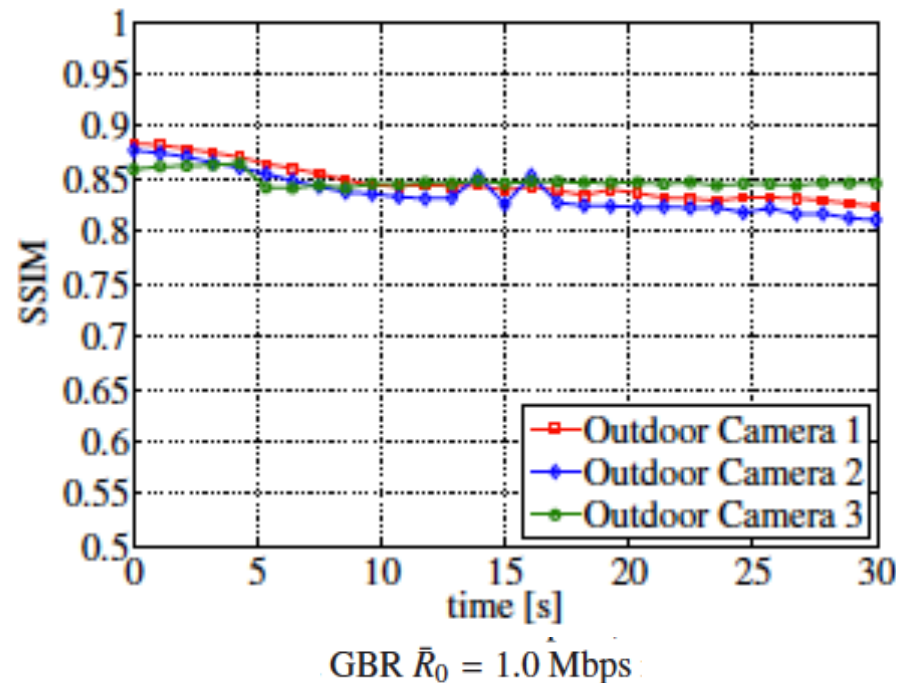 1
0.95
0.9
0.85
0.8
0.75
0.7
0.65
0.6
0.55
0.5
SSIM
Outdoor Camera 1
Outdoor Camera 2
Outdoor Camera 3
0 5 10 15 20 25 30
time [s]
GBR R̄₀ = 1.0 Mbps